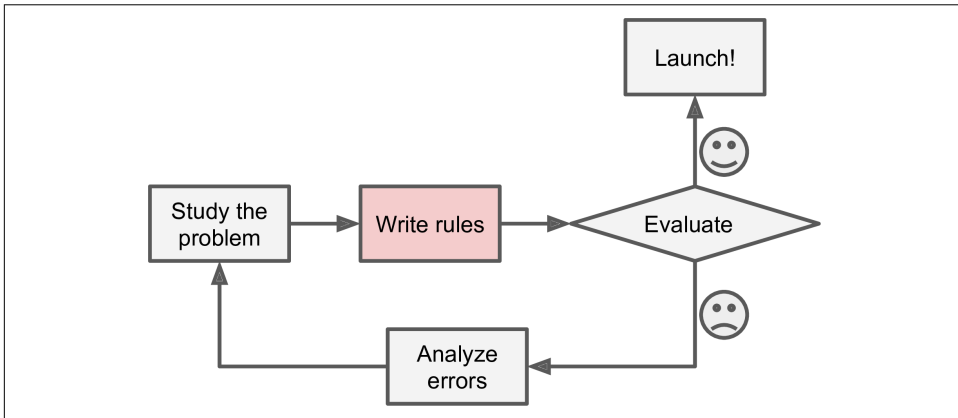 Launch!
Study the
problem
Write rules
Evaluate
Analyze
errors